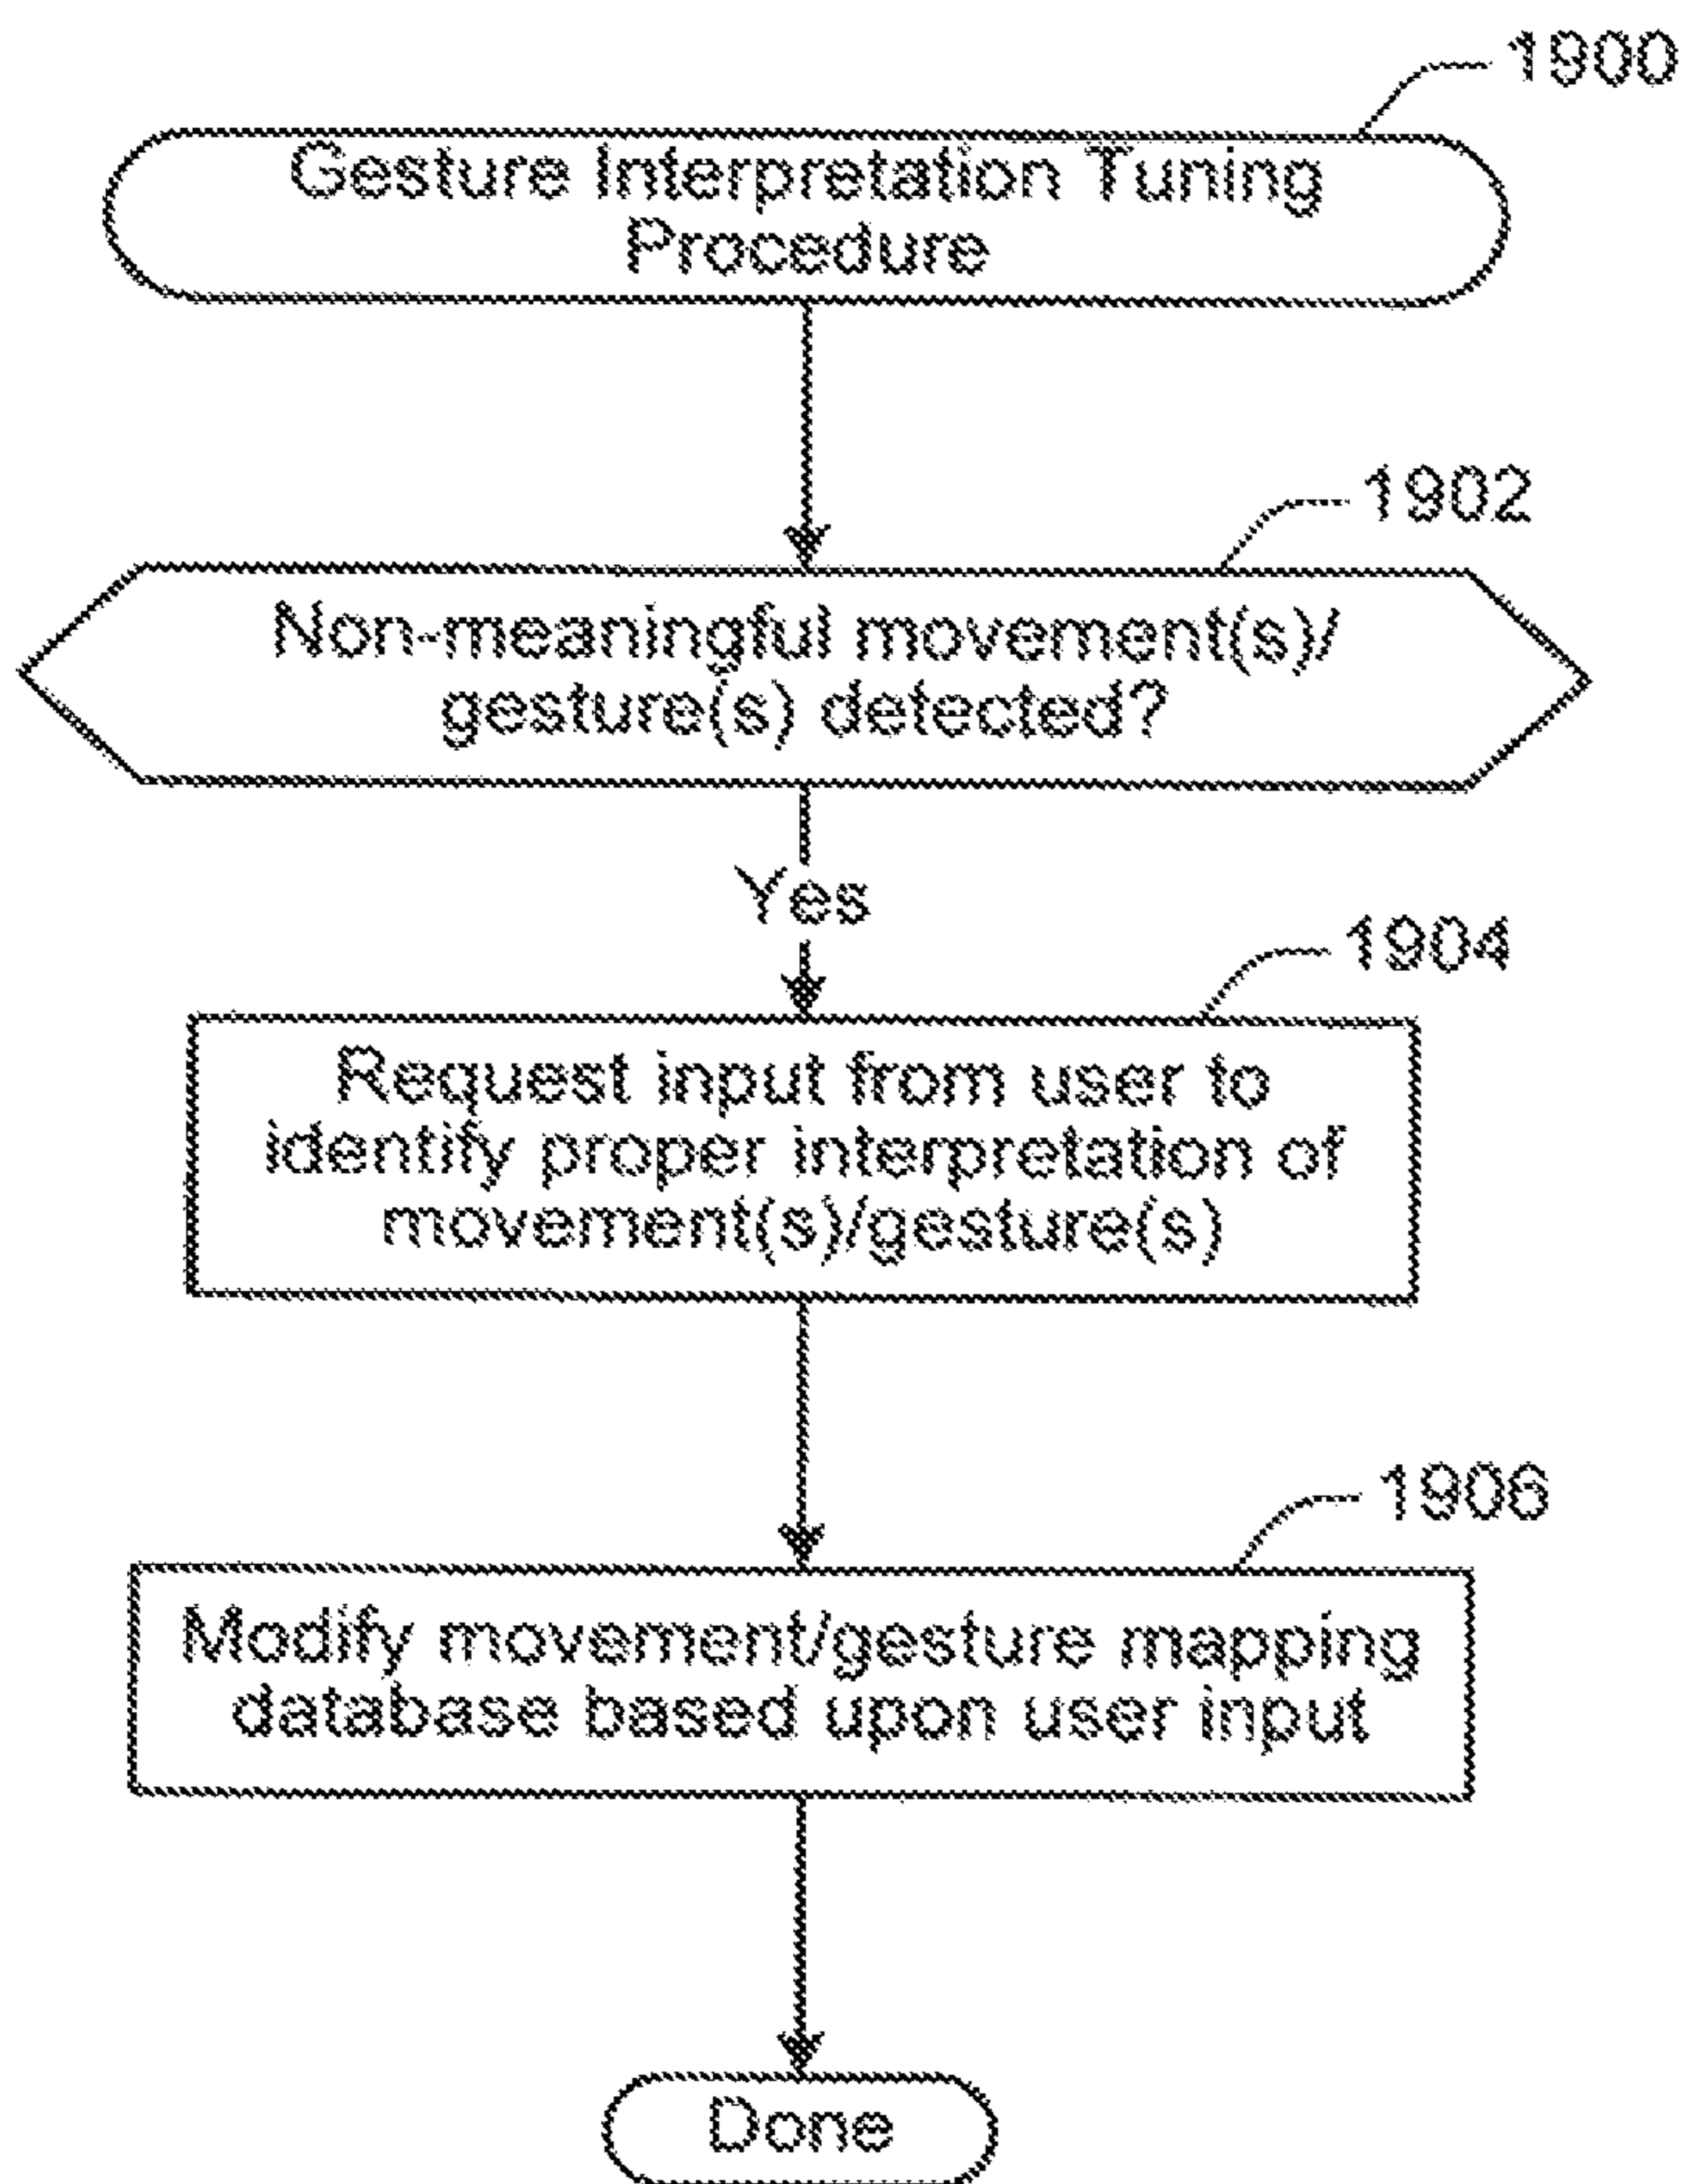 1900
Gesture Interpretation Tuning
Procedure
1902
Non-meaningful movement(s)/
gesture(s) detected?
Yes
1904
Request input from user to
identify proper interpretation of
movement(s)/gesture(s)
1906
Modify movement/gesture mapping
database based upon user input
Done